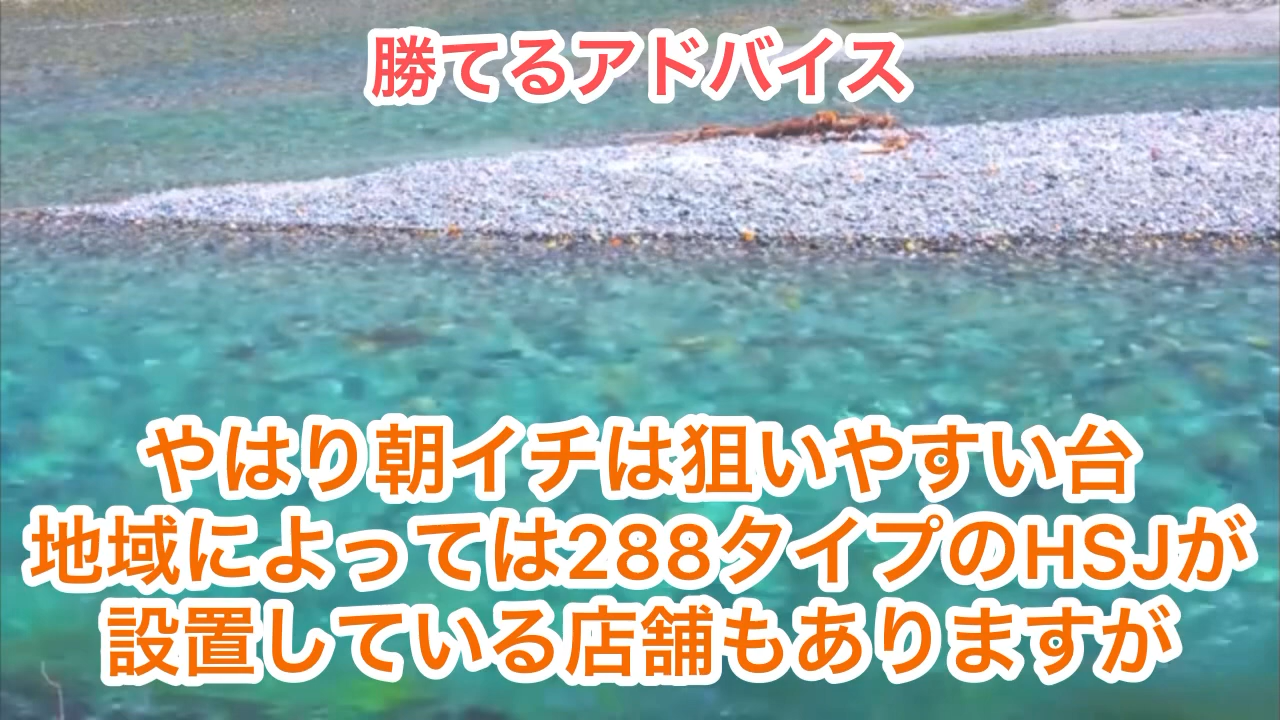 勝てるアドバイス
やはり朝イチは狙いやすい台
地域によっては288タイプのHSJが
設置している店舗もありますが